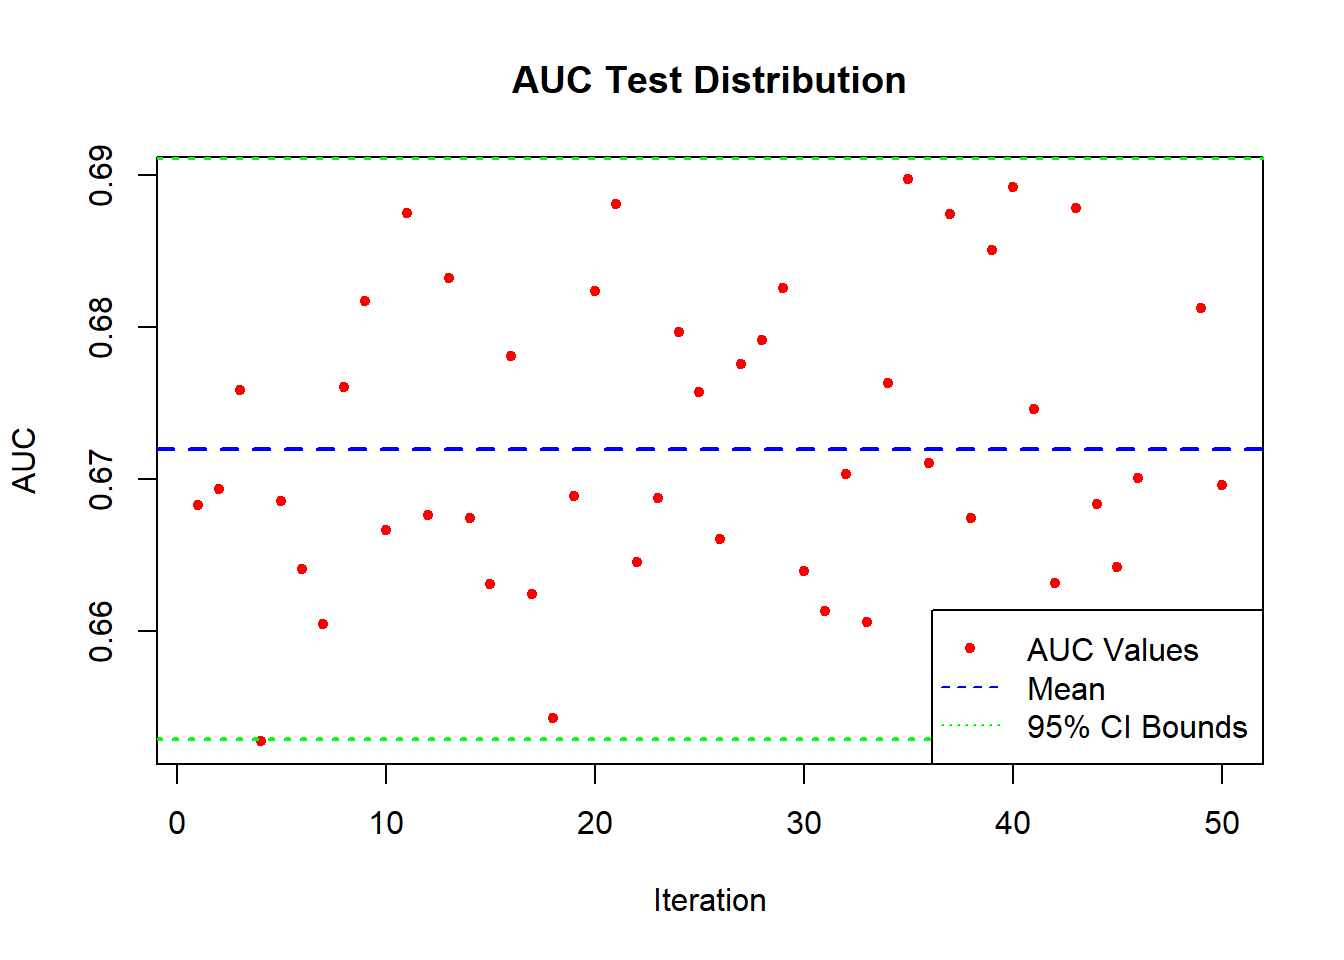 AUC Test Distribution
0.69
0.68
0.67
0.66
AUC
AUC Values
Mean
95% CI Bounds
0 10 20 30 40 50
Iteration